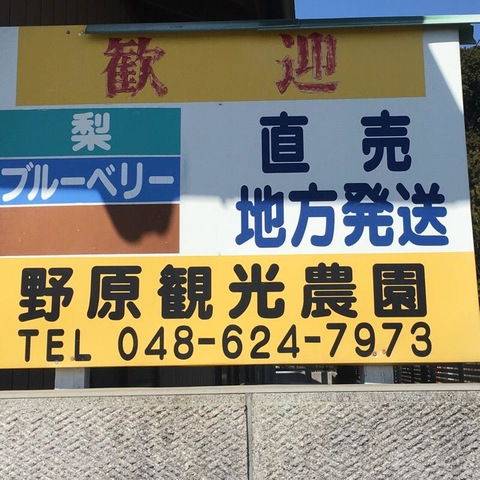 歓迎
梨
ブルーベリー
直売
地方発送
野原観光農園
TEL 048-624-7973